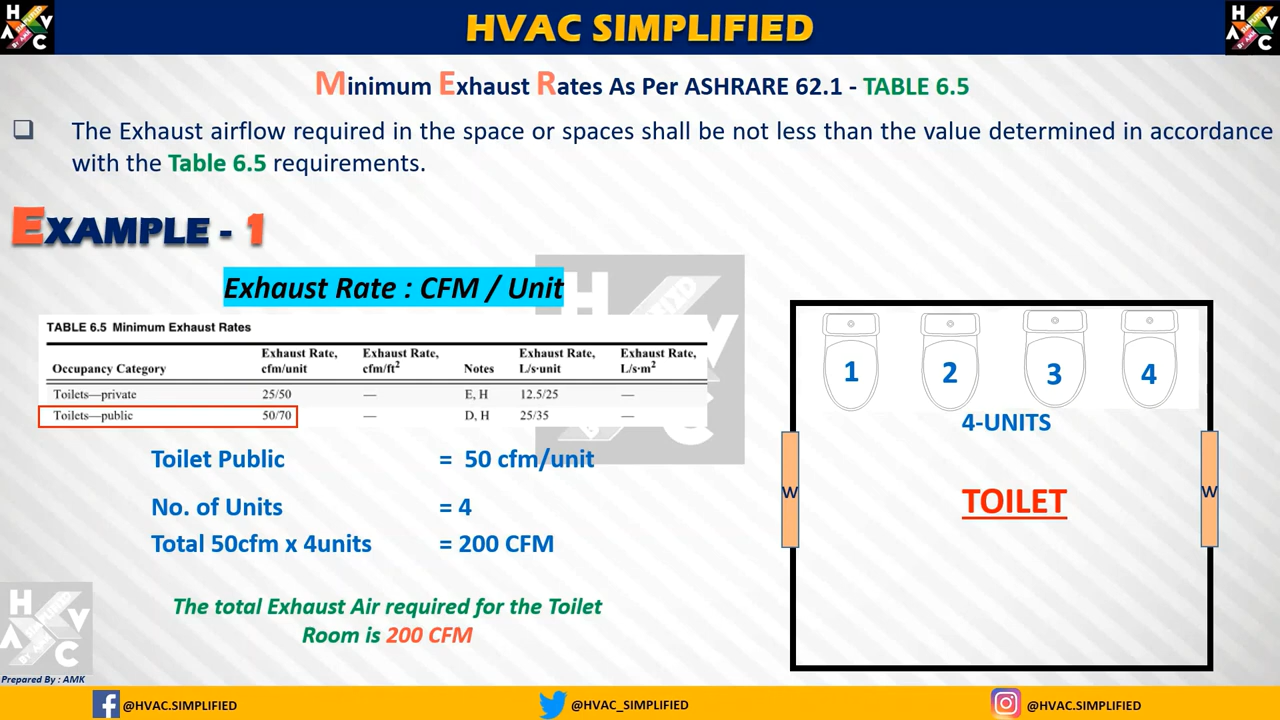 HVAC SIMPLIFIED
Minimum Exhaust Rates As Per ASHRARE 62.1 - TABLE 6.5
❑ The Exhaust airflow required in the space or spaces shall be not less than the value determined in accordance
with the Table 6.5 requirements.
EXAMPLE - 1
Exhaust Rate : CFM / Unit
TABLE 6.5 Minimum Exhaust Rates
Occupancy Category Exhaust Rate, cfm/unit Exhaust Rate, cfm/ft² Notes Exhaust Rate, L/s·unit Exhaust Rate, L/s·m²
Toilets—private 25/50 — E, H 12.5/25 —
Toilets—public 50/70 — D, H 25/35 —
Toilet Public = 50 cfm/unit
No. of Units = 4
Total 50cfm x 4units = 200 CFM
The total Exhaust Air required for the Toilet
Room is 200 CFM
1 2 3 4
4-UNITS
W W
TOILET
HVAC
BY AMK
Prepared By : AMK
@HVAC.SIMPLIFIED @HVAC_SIMPLIFIED @HVAC.SIMPLIFIED